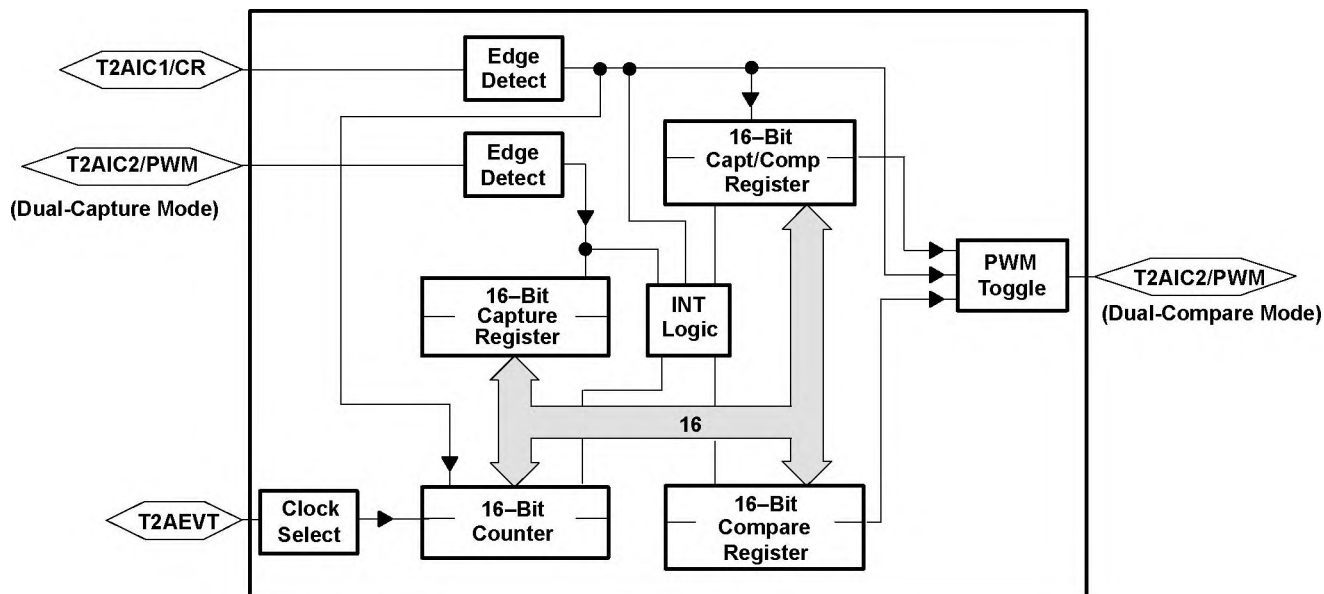 T2AIC1/CR
Edge
Detect
T2AIC2/PWM
(Dual-Capture Mode)
Edge
Detect
16–Bit
Capt/Comp
Register
16–Bit
Capture
Register
INT
Logic
PWM
Toggle
T2AIC2/PWM
(Dual-Compare Mode)
16
T2AEVT
Clock
Select
16–Bit
Counter
16–Bit
Compare
Register